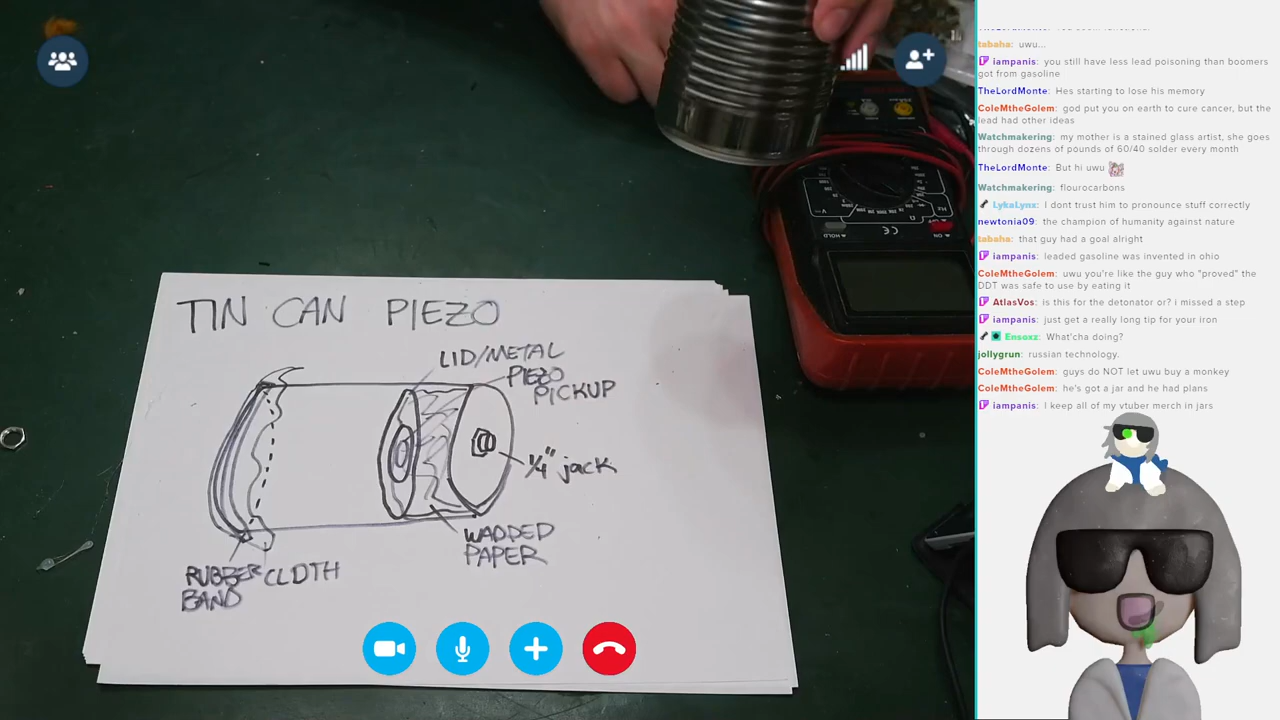 TIN CAN PIEZO
LID/METAL
PIEZO
PICKUP
1/4" jack
WADDED
PAPER
RUBBER
BAND
CLOTH
HOLD
tabaha: uwu...
iampanis: you still have less lead poisoning than boomers
got from gasoline
TheLordMonte: Hes starting to lose his memory
ColeMtheGolem: god put you on earth to cure cancer, but the
lead had other ideas
Watchmakering: my mother is a stained glass artist, she goes
through dozens of pounds of 60/40 solder every month
TheLordMonte: But hi uwu
Watchmakering: flourocarbons
LykaLynx: I dont trust him to pronounce stuff correctly
newtonia09: the champion of humanity against nature
tabaha: that guy had a goal alright
iampanis: leaded gasoline was invented in ohio
ColeMtheGolem: uwu you're like the guy who "proved" the
DDT was safe to use by eating it
AtlasVos: is this for the detonator or? i missed a step
iampanis: just get a really long tip for your iron
Ensoxz: What'cha doing?
jollygrun: russian technology.
ColeMtheGolem: guys do NOT let uwu buy a monkey
ColeMtheGolem: he's got a jar and he had plans
iampanis: I keep all of my vtuber merch in jars